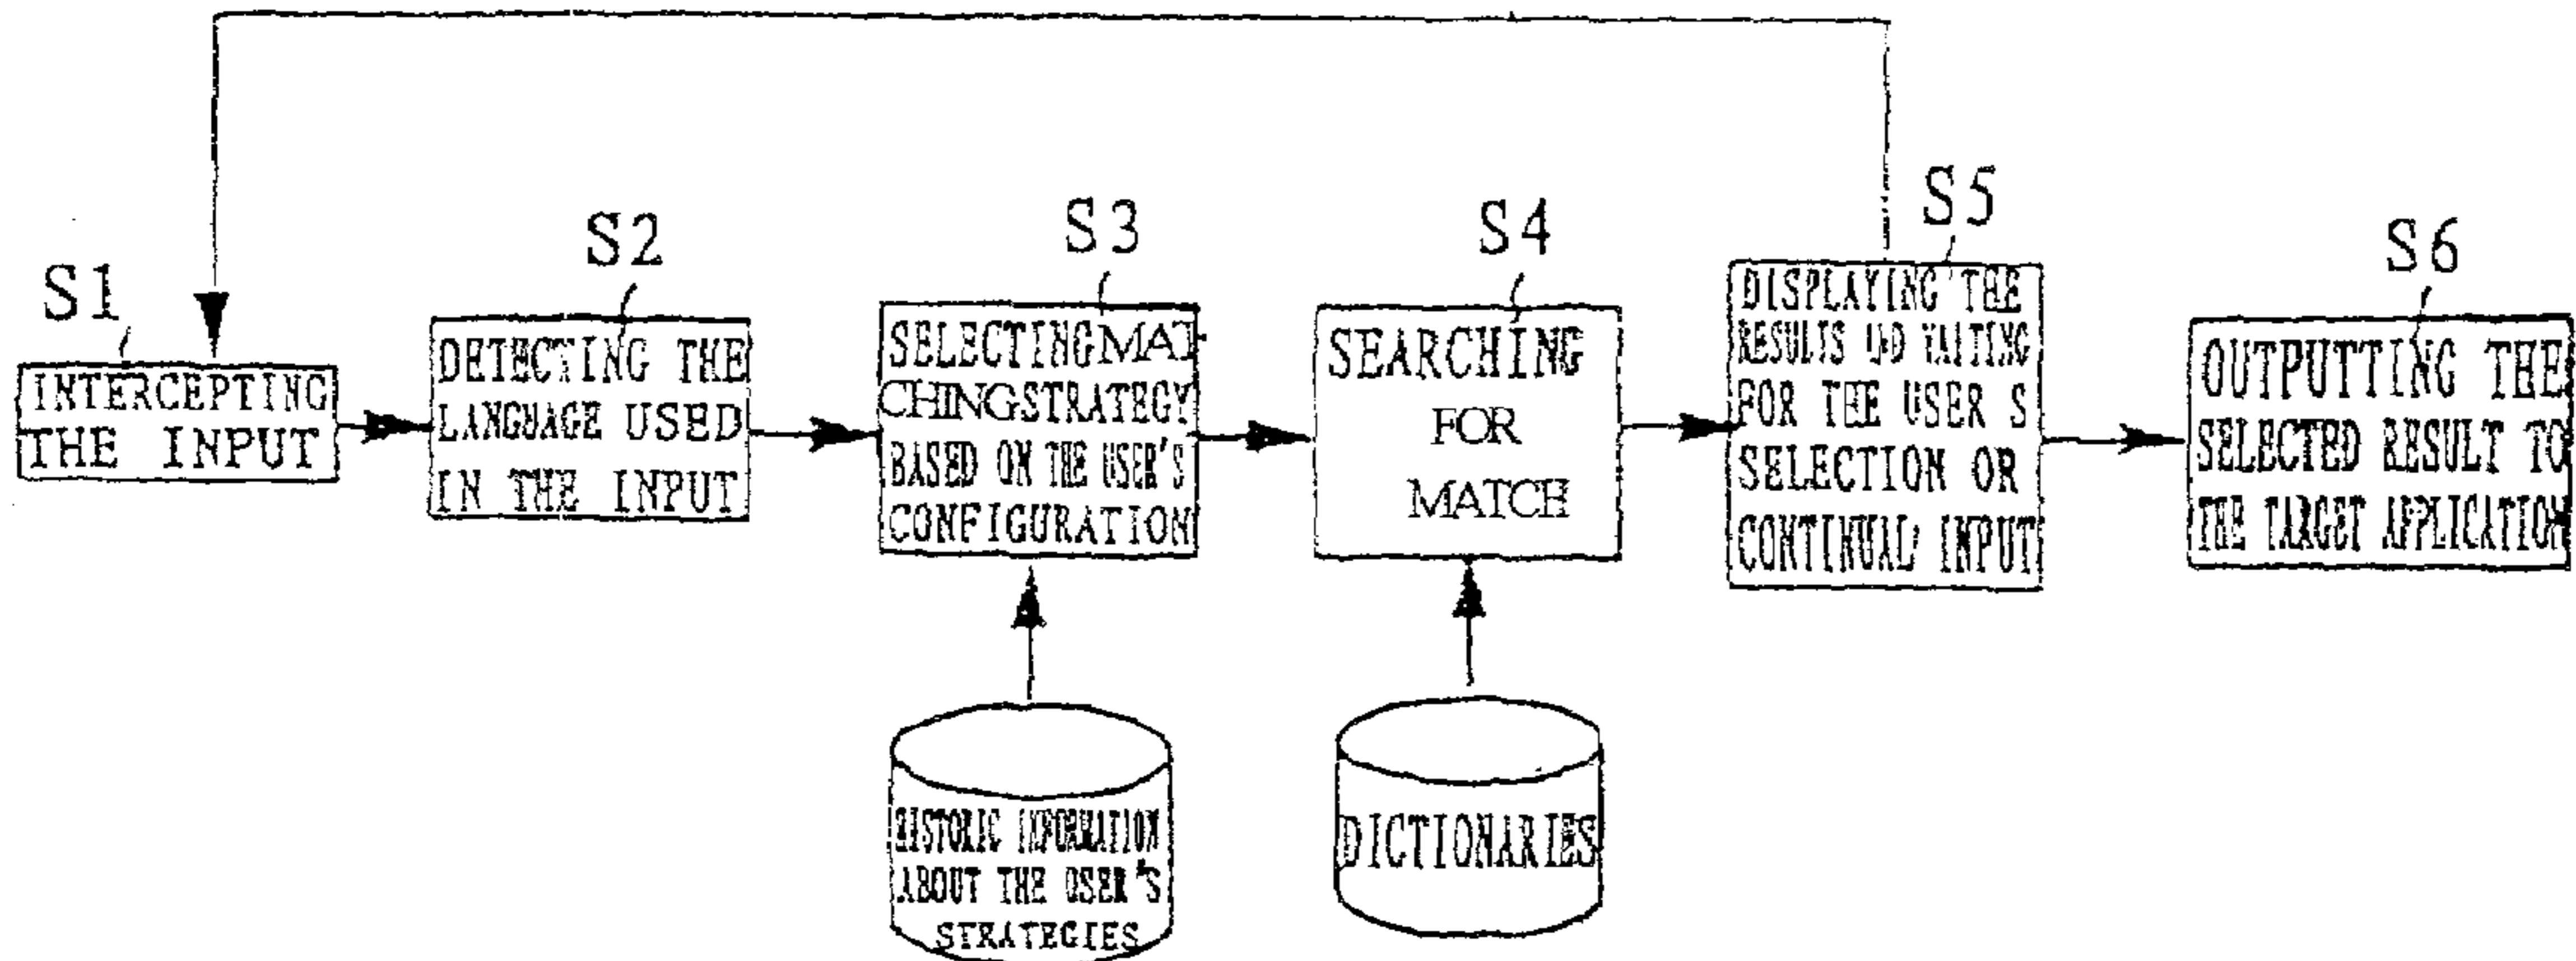 S1
INTERCEPTING
THE INPUT
S2
DETECTING THE
LANGUAGE USED
IN THE INPUT
S3
SELECTINGMAT
CHINGSTRATEGY
BASED ON THE USER'S
CONFIGURATION
S4
SEARCHING
FOR
MATCH
S5
DISPLAYING THE
RESULTS AND WAITING
FOR THE USER S
SELECTION OR
CONTINUAL INPUT
S6
OUTPUTTING THE
SELECTED RESULT TO
THE TARGET APPLICATION
HISTORIC INFORMATION
ABOUT THE USER'S
STRATEGIES
DICTIONARIES